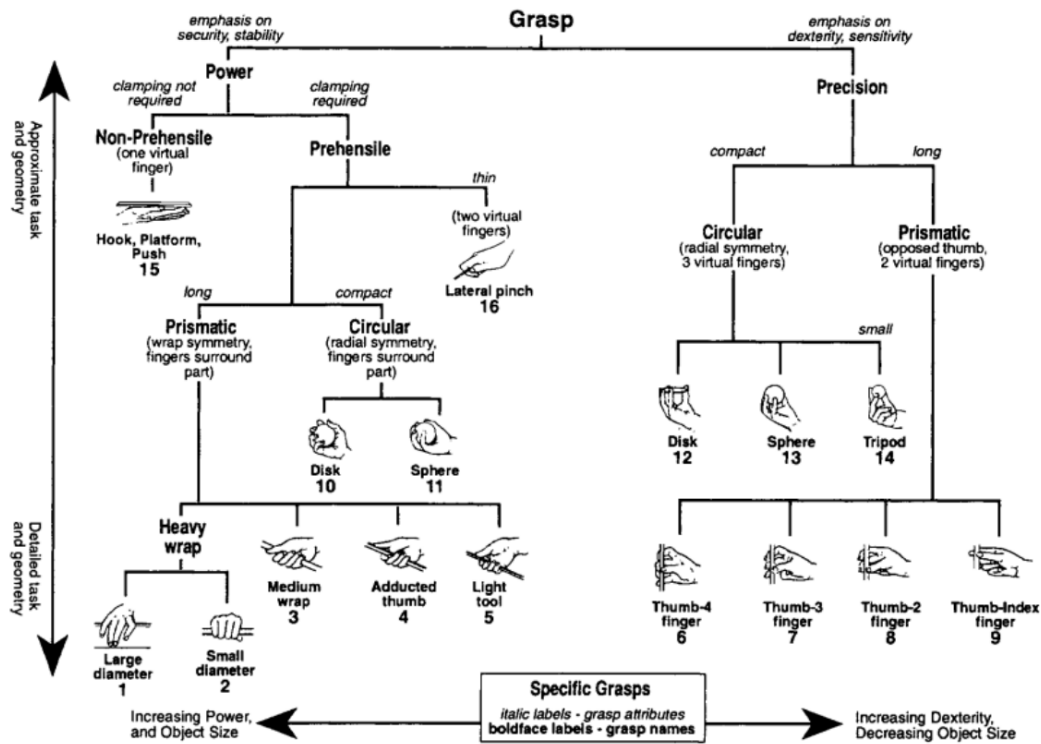 Grasp
emphasis on
security, stability
emphasis on
dexterity, sensitivity
Power
Precision
clamping not
required
clamping
required
Non-Prehensile
(one virtual
finger)
Prehensile
compact
long
thin
(two virtual
fingers)
Hook, Platform,
Push
15
Lateral pinch
16
Circular
(radial symmetry,
3 virtual fingers)
Prismatic
(opposed thumb,
2 virtual fingers)
long
compact
Prismatic
(wrap symmetry,
fingers surround
part)
Circular
(radial symmetry,
fingers surround
part)
small
Disk
10
Sphere
11
Disk
12
Sphere
13
Tripod
14
Heavy
wrap
Medium
wrap
3
Adducted
thumb
4
Light
tool
5
Thumb-4
finger
6
Thumb-3
finger
7
Thumb-2
finger
8
Thumb-Index
finger
9
Large
diameter
1
Small
diameter
2
Approximate task
and geometry
Detailed task
and geometry
Increasing Power,
and Object Size
Specific Grasps
italic labels - grasp attributes
boldface labels - grasp names
Increasing Dexterity,
Decreasing Object Size